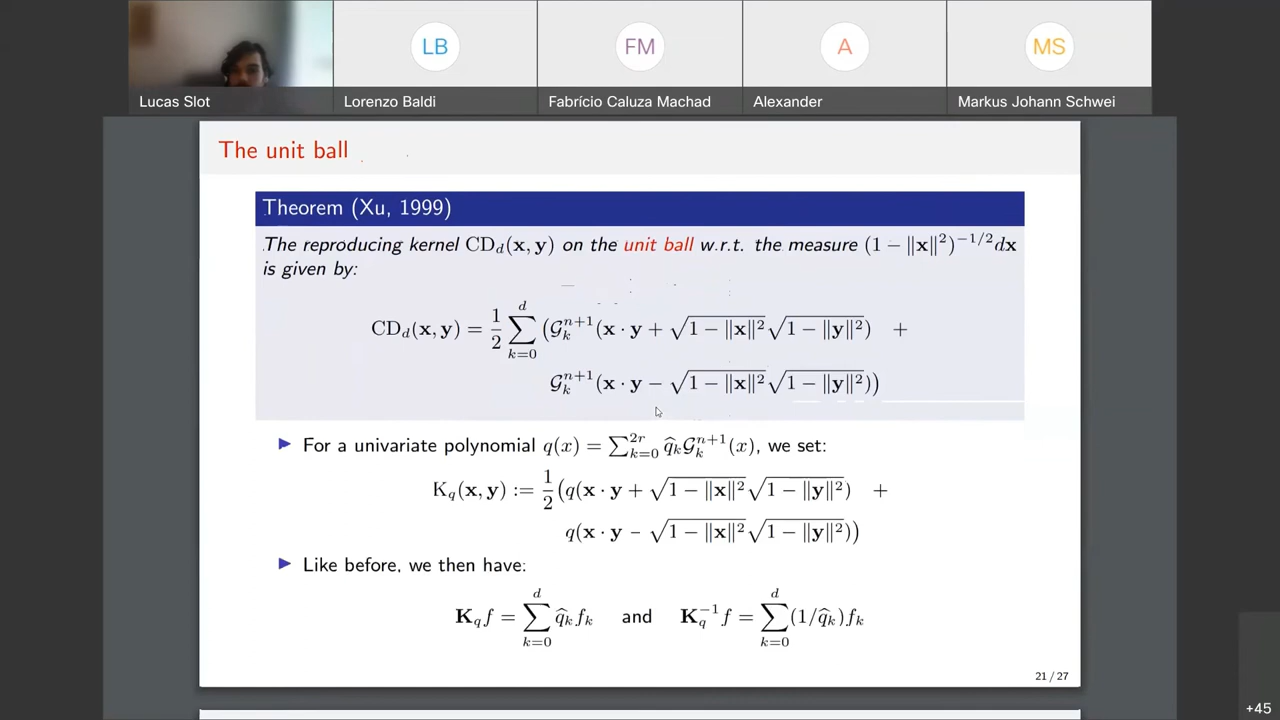 LB
FM
A
MS
Lucas Slot
Lorenzo Baldi
Fabrício Caluza Machad
Alexander
Markus Johann Schwei
The unit ball
Theorem (Xu, 1999)
The reproducing kernel CD_d(x, y) on the unit ball w.r.t. the measure (1 − ‖x‖²)^{−1/2}dx
is given by:
CD_d(x, y) = 1/2 ∑_{k=0}^{d} (𝒢_k^{n+1}(x · y + √(1 − ‖x‖²)√(1 − ‖y‖²)) +
𝒢_k^{n+1}(x · y − √(1 − ‖x‖²)√(1 − ‖y‖²)))
▶ For a univariate polynomial q(x) = ∑_{k=0}^{2r} q̂_k𝒢_k^{n+1}(x), we set:
K_q(x, y) := 1/2 (q(x · y + √(1 − ‖x‖²)√(1 − ‖y‖²)) +
q(x · y − √(1 − ‖x‖²)√(1 − ‖y‖²)))
▶ Like before, we then have:
K_q f = ∑_{k=0}^{d} q̂_k f_k and K_q^{−1} f = ∑_{k=0}^{d} (1/q̂_k) f_k
21 / 27
+45